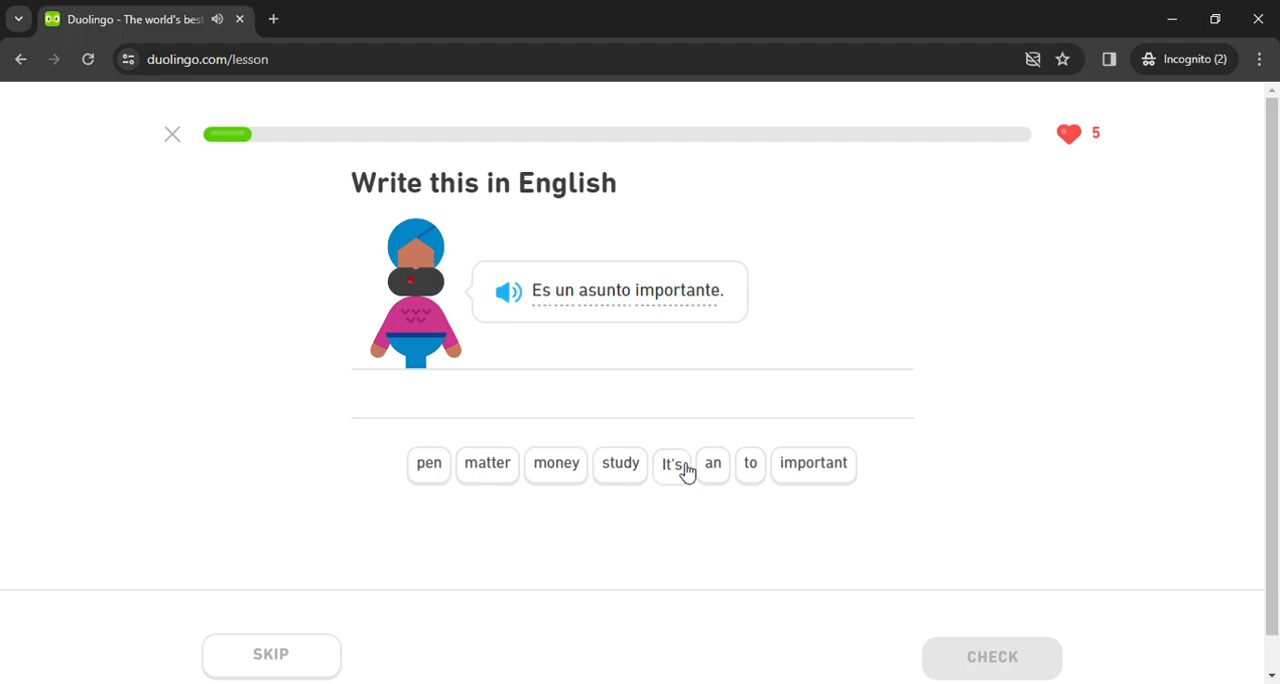 Duolingo - The world's best
duolingo.com/lesson
Incognito (2)
5
Write this in English
Es un asunto importante.
pen matter money study It's an to important
SKIP
CHECK